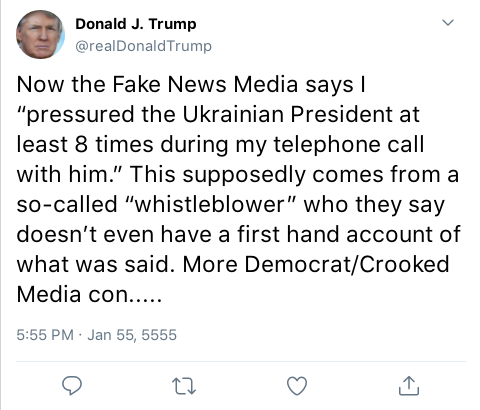 Donald J. Trump
@realDonaldTrump
Now the Fake News Media says I
“pressured the Ukrainian President at
least 8 times during my telephone call
with him.” This supposedly comes from a
so-called “whistleblower” who they say
doesn’t even have a first hand account of
what was said. More Democrat/Crooked
Media con.....
5:55 PM · Jan 55, 5555